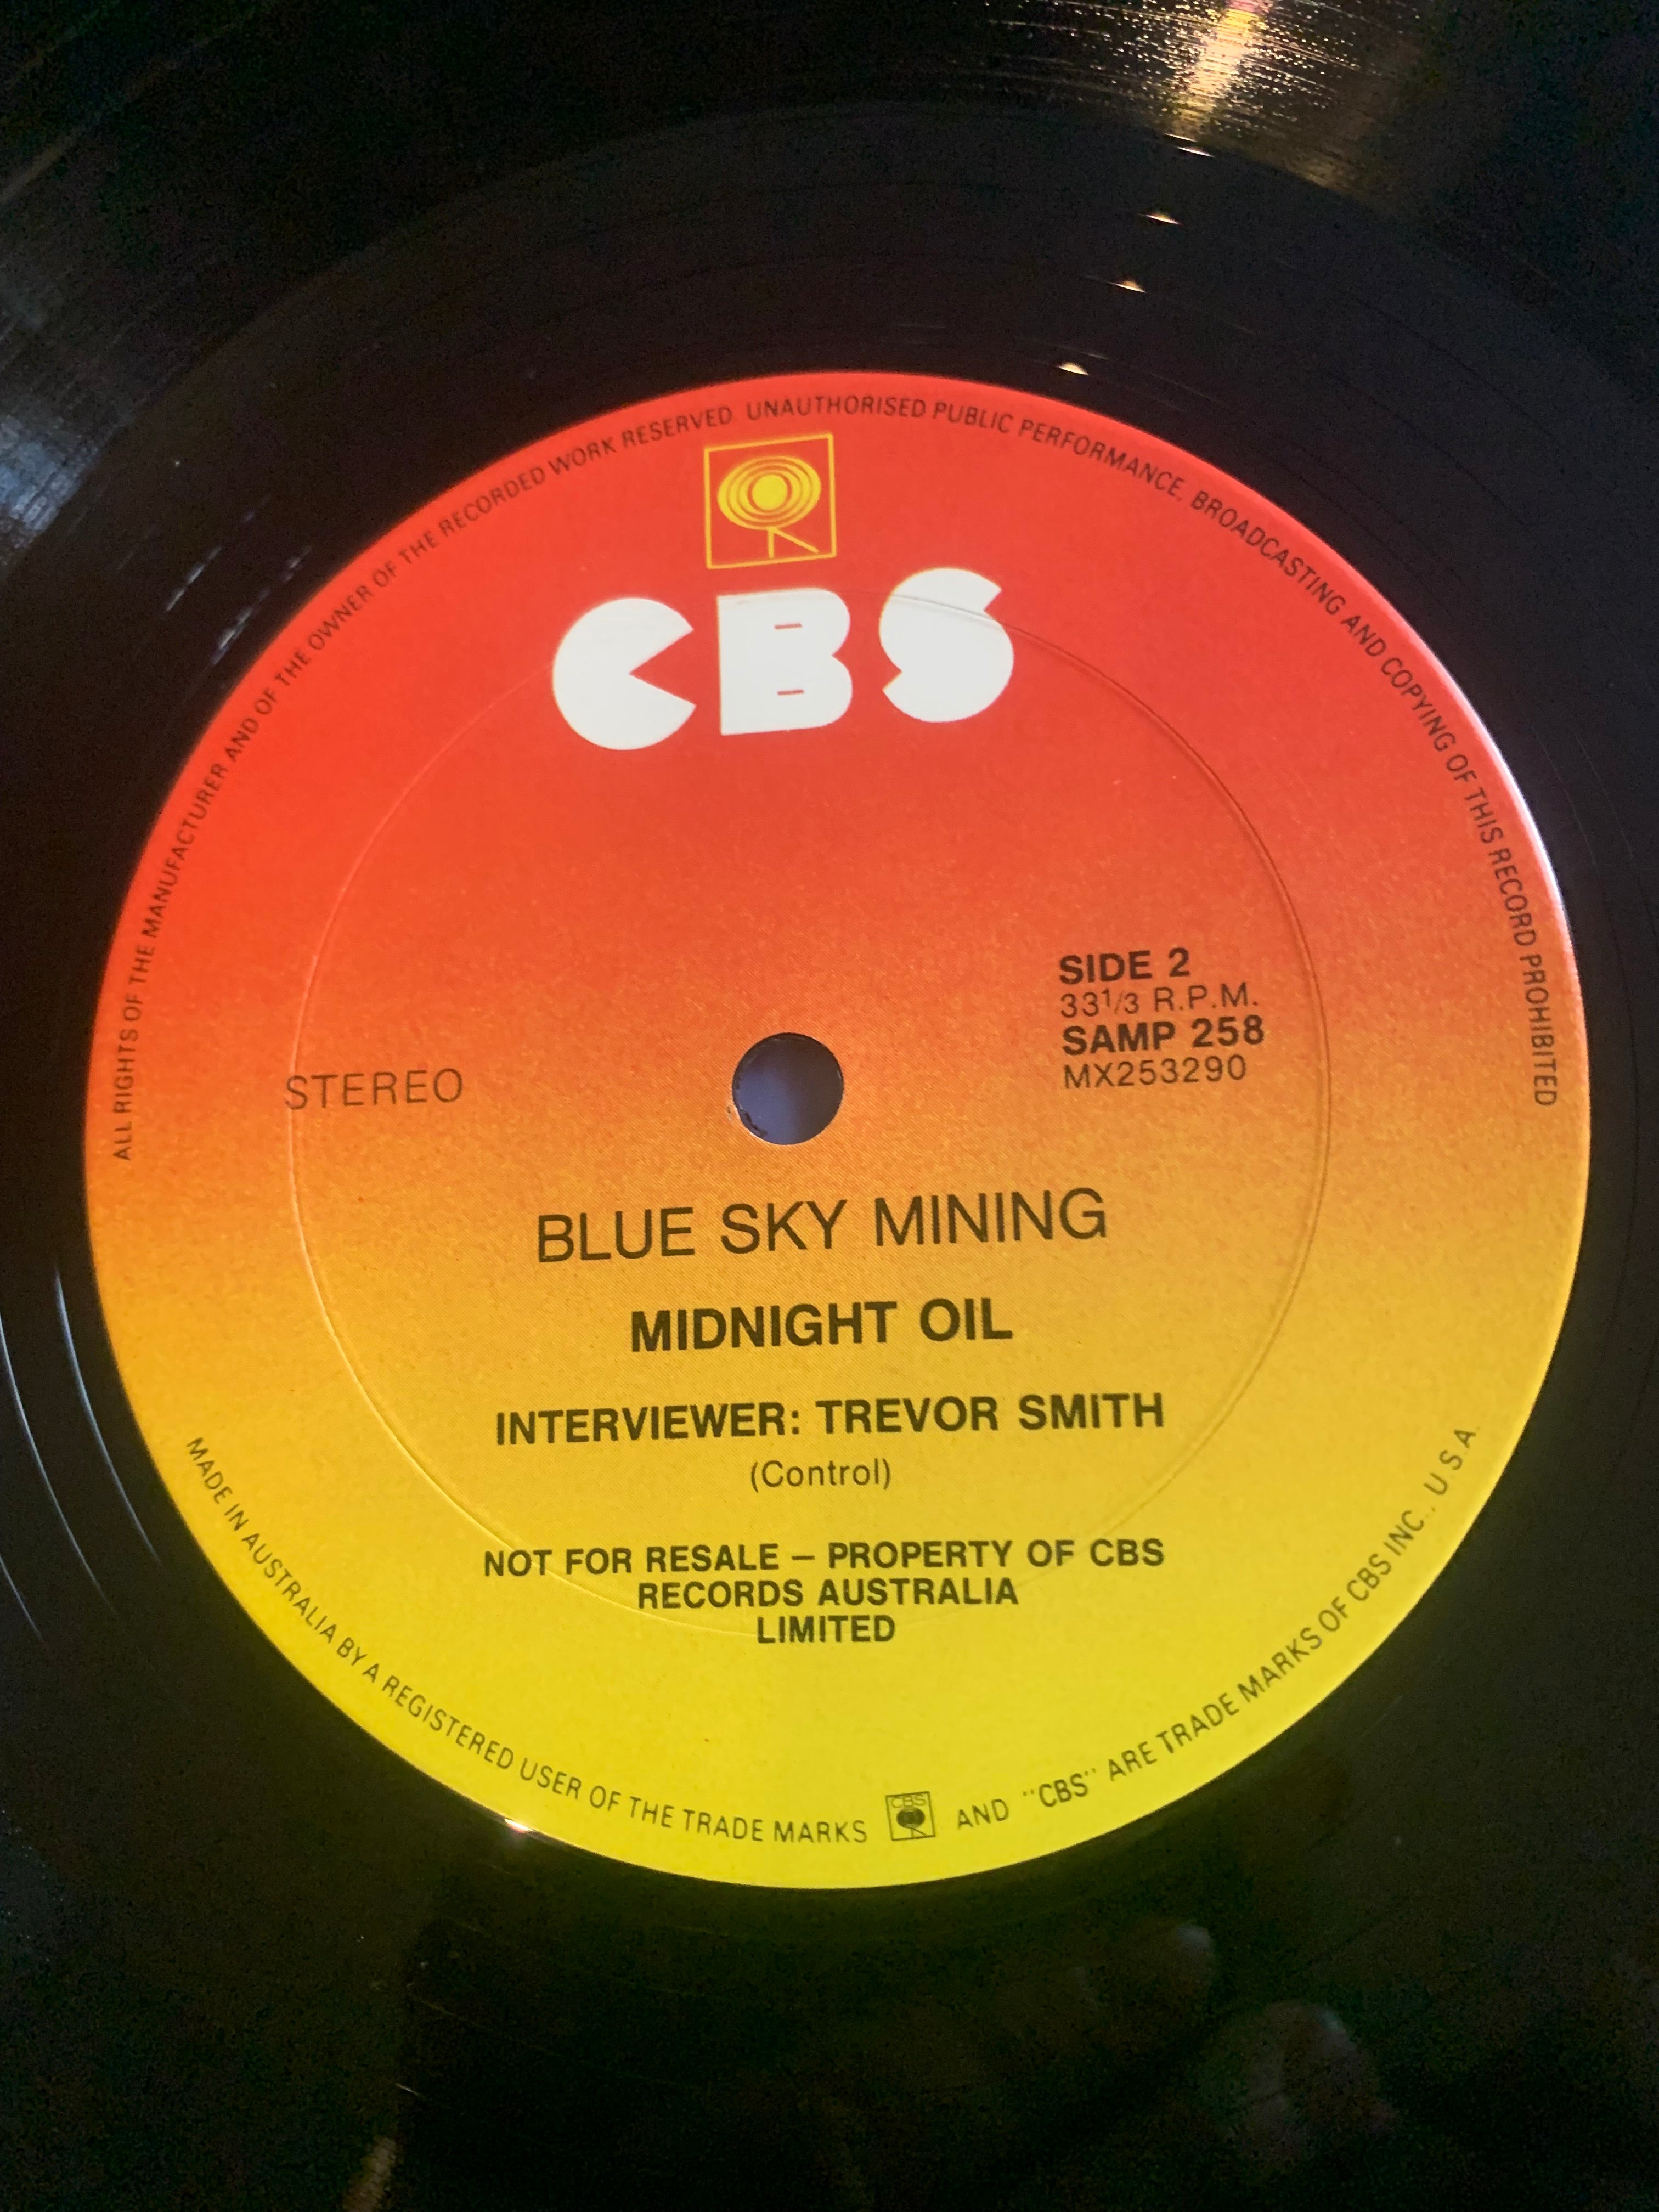 ALL RIGHTS OF THE MANUFACTURER AND OF THE OWNER OF THE RECORDED WORK RESERVED. UNAUTHORISED PUBLIC PERFORMANCE, BROADCASTING AND COPYING OF THIS RECORD PROHIBITED
CBS
SIDE 2
33 1/3 R.P.M.
SAMP 258
MX253290
STEREO
BLUE SKY MINING
MIDNIGHT OIL
INTERVIEWER: TREVOR SMITH
(Control)
NOT FOR RESALE – PROPERTY OF CBS
RECORDS AUSTRALIA
LIMITED
MADE IN AUSTRALIA BY A REGISTERED USER OF THE TRADE MARKS CBS AND "CBS" ARE TRADE MARKS OF CBS INC., U.S.A.